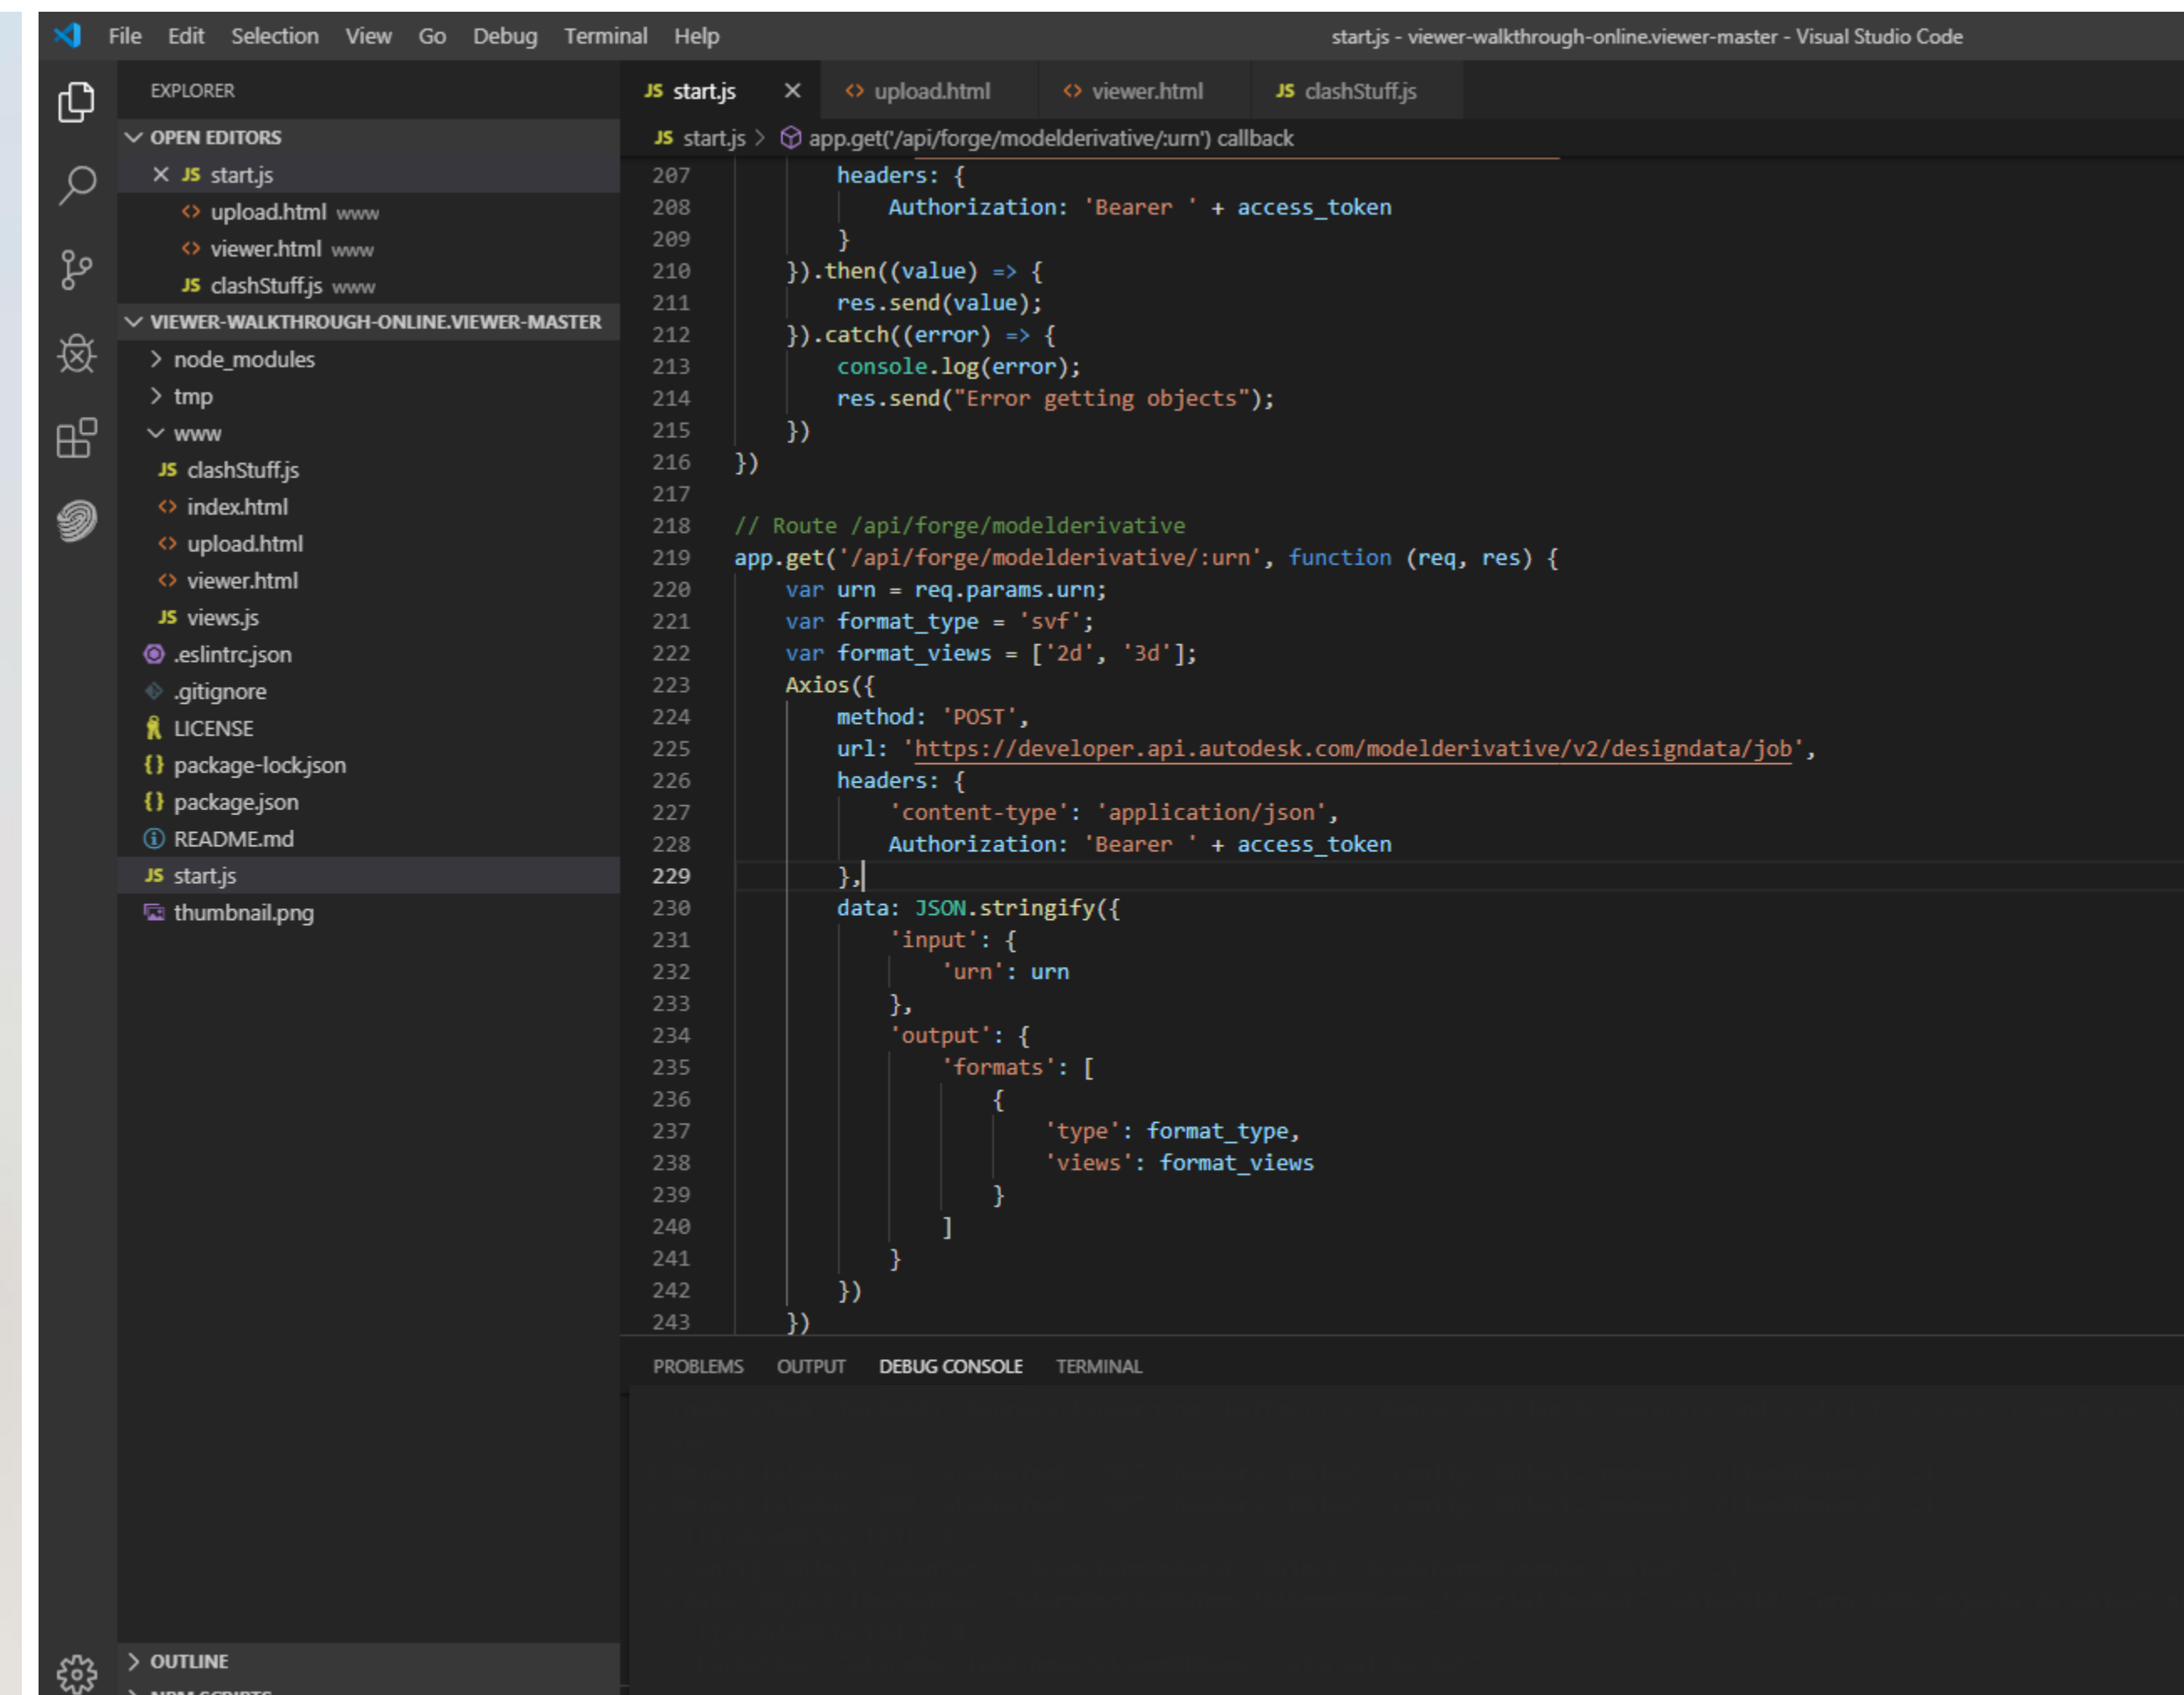 File Edit Selection View Go Debug Terminal Help
start.js - viewer-walkthrough-online.viewer-master - Visual Studio Code
EXPLORER
OPEN EDITORS
JS start.js
upload.html www
viewer.html www
JS clashStuff.js www
VIEWER-WALKTHROUGH-ONLINE.VIEWER-MASTER
node_modules
tmp
www
JS clashStuff.js
index.html
upload.html
viewer.html
JS views.js
.eslintrc.json
.gitignore
LICENSE
{} package-lock.json
{} package.json
README.md
JS start.js
thumbnail.png
OUTLINE
NPM SCRIPTS
JS start.js upload.html viewer.html JS clashStuff.js
JS start.js > app.get('/api/forge/modelderivative/:urn') callback
207 headers: {
208 Authorization: 'Bearer ' + access_token
209 }
210 }).then((value) => {
211 res.send(value);
212 }).catch((error) => {
213 console.log(error);
214 res.send("Error getting objects");
215 })
216 })
217
218 // Route /api/forge/modelderivative
219 app.get('/api/forge/modelderivative/:urn', function (req, res) {
220 var urn = req.params.urn;
221 var format_type = 'svf';
222 var format_views = ['2d', '3d'];
223 Axios({
224 method: 'POST',
225 url: 'https://developer.api.autodesk.com/modelderivative/v2/designdata/job',
226 headers: {
227 'content-type': 'application/json',
228 Authorization: 'Bearer ' + access_token
229 },
230 data: JSON.stringify({
231 'input': {
232 'urn': urn
233 },
234 'output': {
235 'formats': [
236 {
237 'type': format_type,
238 'views': format_views
239 }
240 ]
241 }
242 })
243 })
PROBLEMS OUTPUT DEBUG CONSOLE TERMINAL